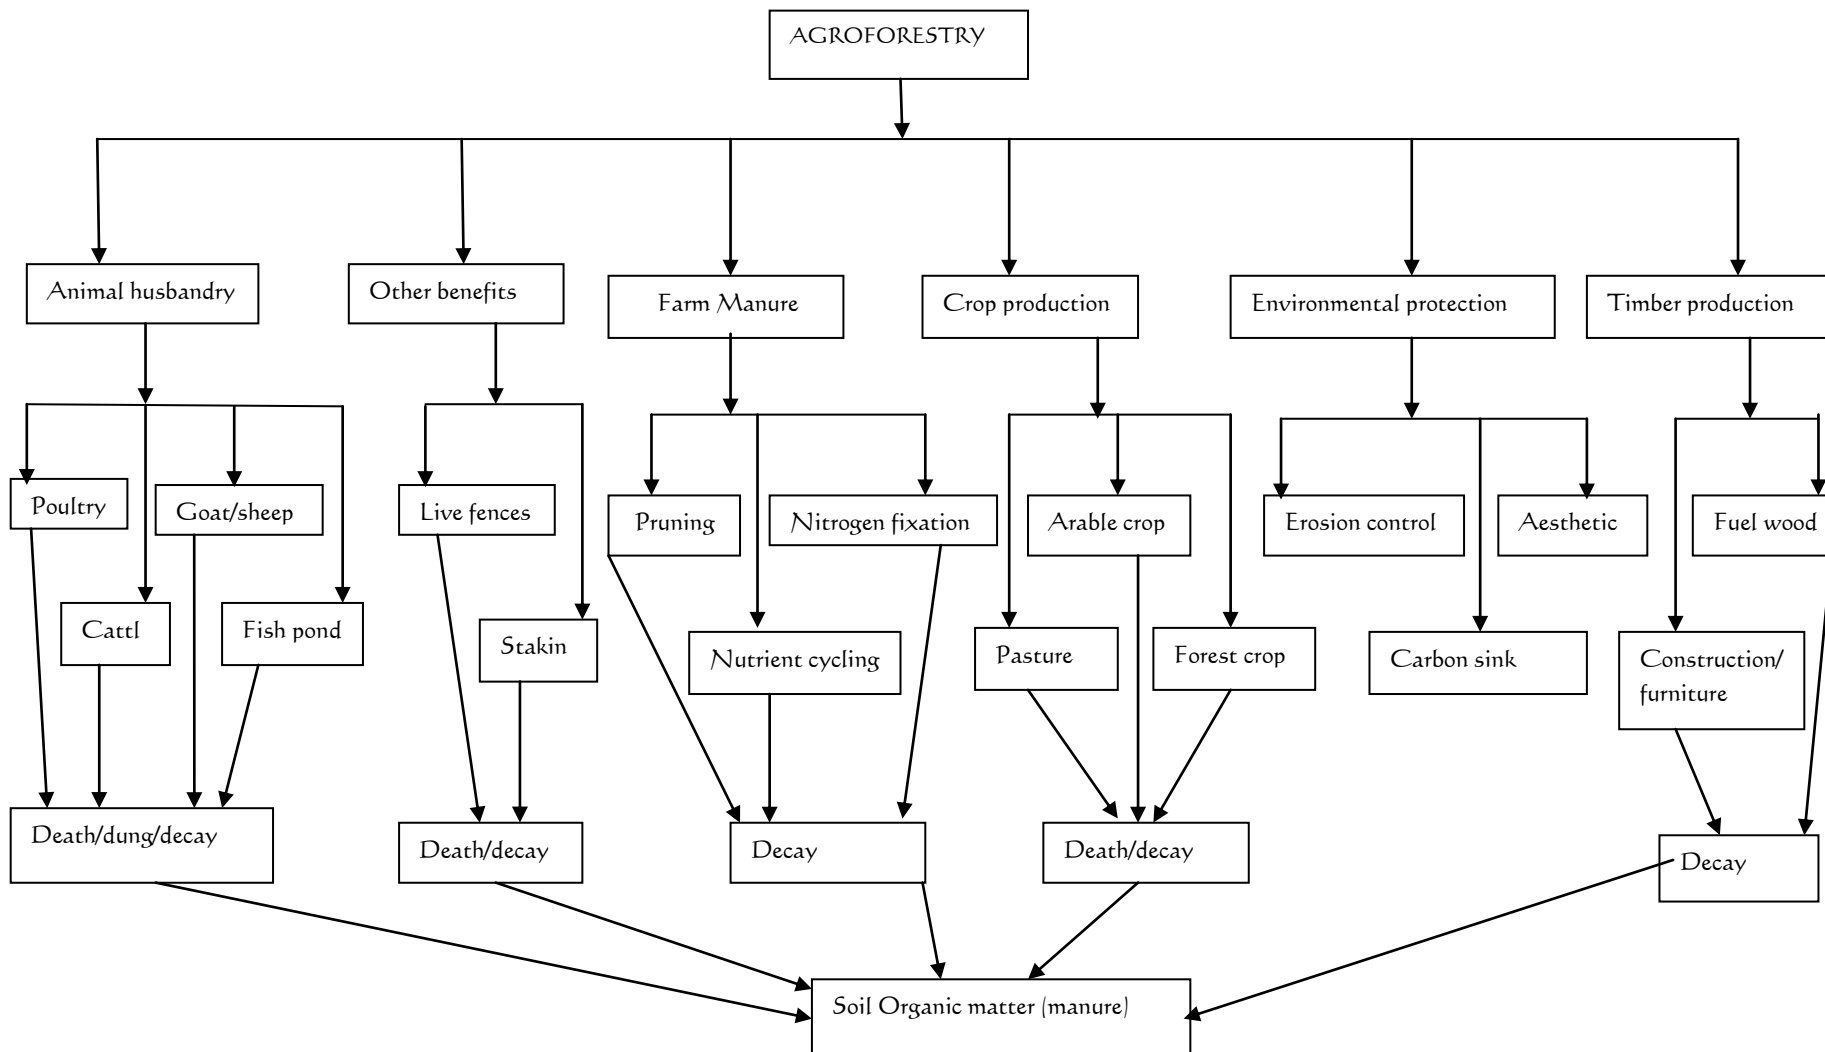 AGROFORESTRY
Animal husbandry
Other benefits
Farm Manure
Crop production
Environmental protection
Timber production
Poultry
Goat/sheep
Live fences
Pruning
Nitrogen fixation
Arable crop
Erosion control
Aesthetic
Fuel wood
Cattl
Fish pond
Stakin
Nutrient cycling
Pasture
Forest crop
Carbon sink
Construction/
furniture
Death/dung/decay
Death/decay
Decay
Death/decay
Decay
Soil Organic matter (manure)